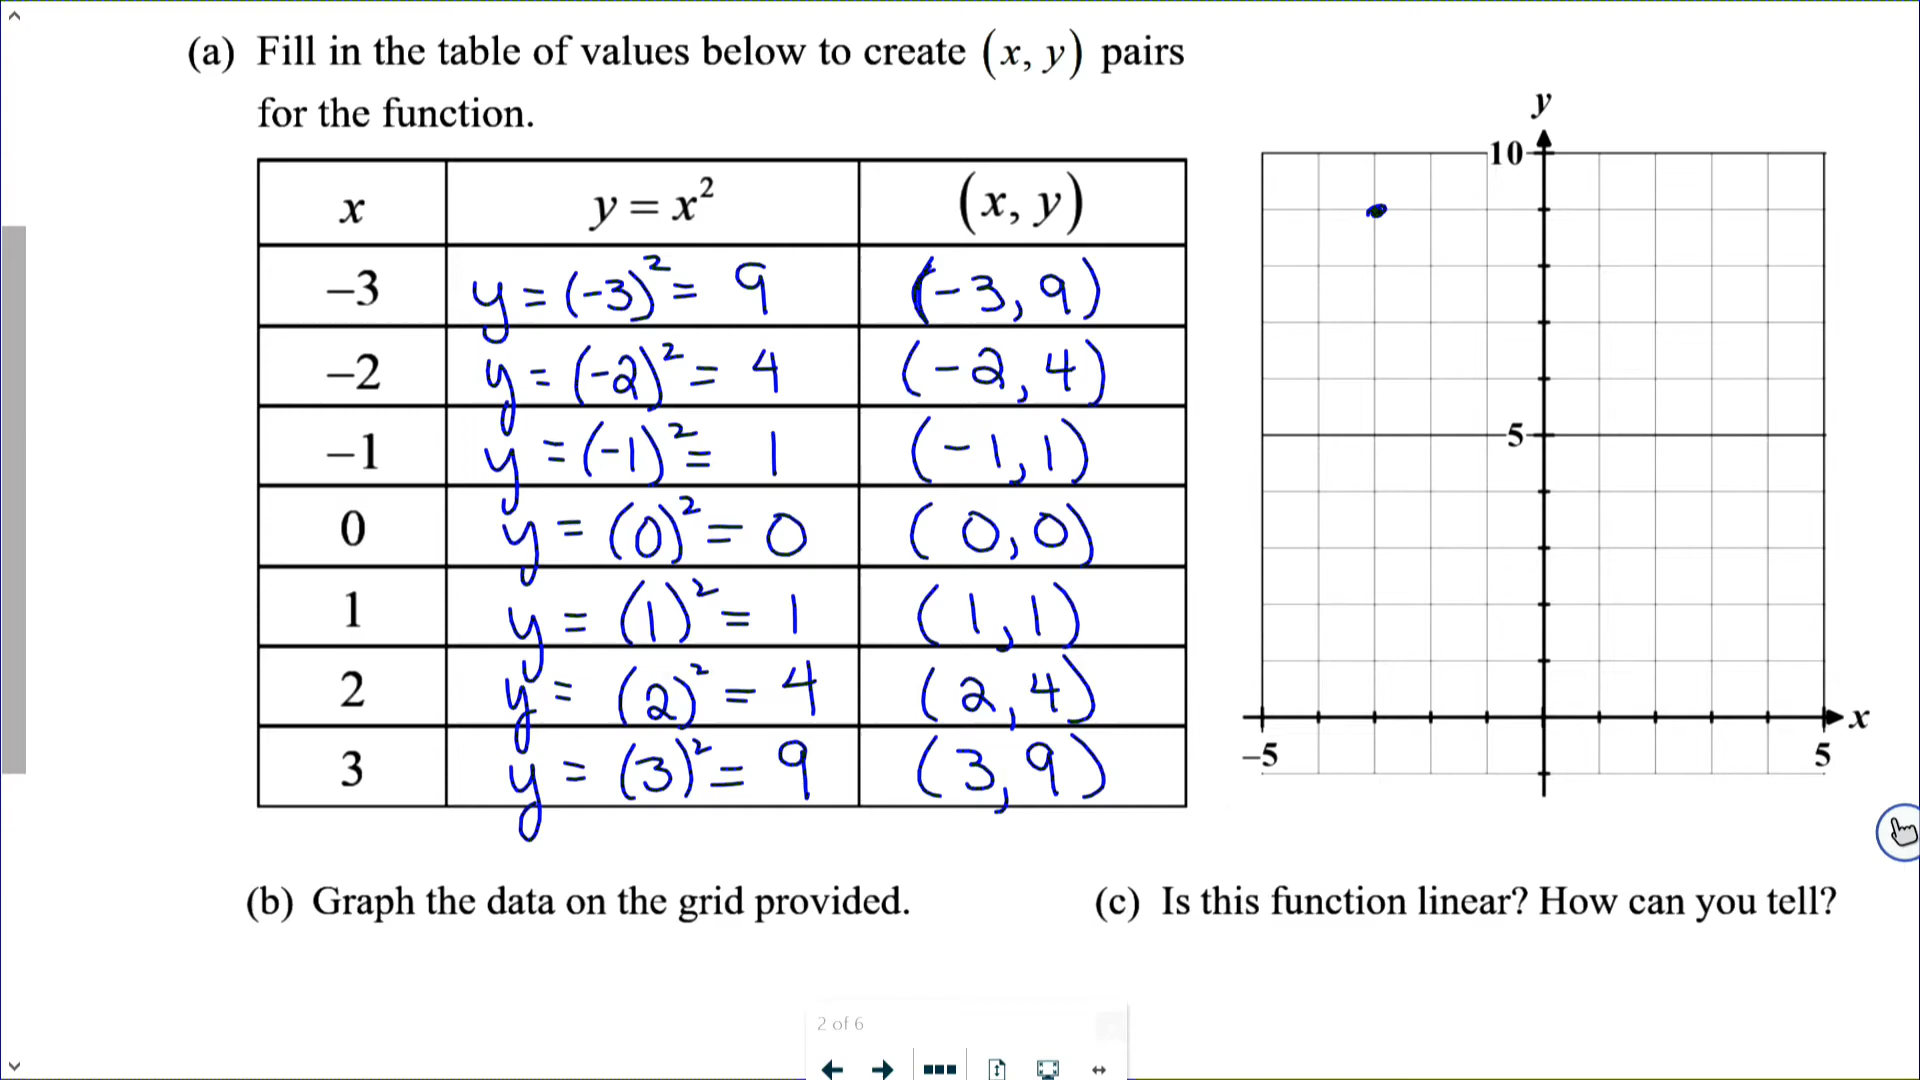 (a) Fill in the table of values below to create (x, y) pairs
for the function.
x y = x² (x, y)
−3 y = (-3)² = 9 (-3, 9)
−2 y = (-2)² = 4 (-2, 4)
−1 y = (-1)² = 1 (-1, 1)
0 y = (0)² = 0 (0, 0)
1 y = (1)² = 1 (1, 1)
2 y = (2)² = 4 (2, 4)
3 y = (3)² = 9 (3, 9)
y
10
5
x
−5 5
(b) Graph the data on the grid provided.
(c) Is this function linear? How can you tell?
2 of 6